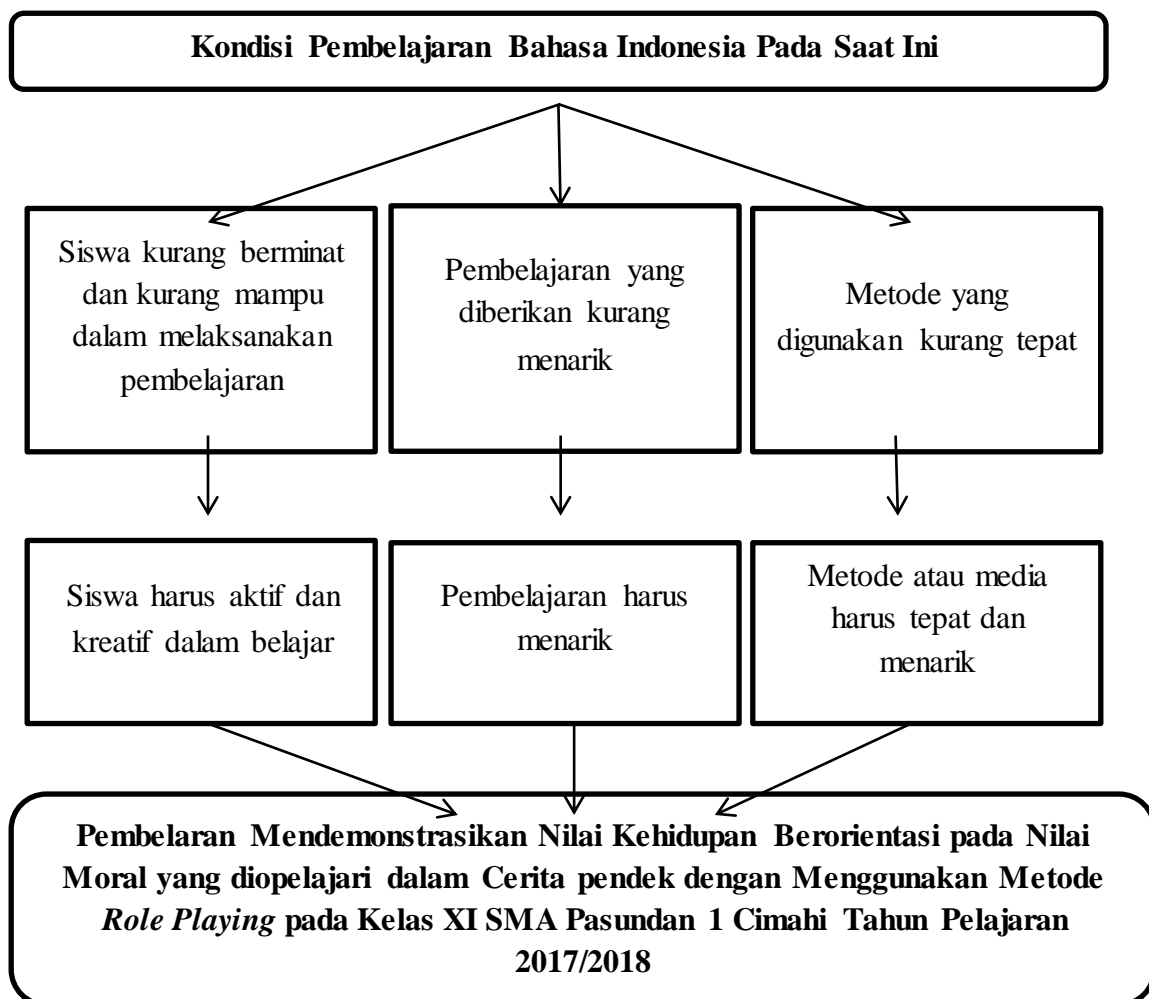 Kondisi Pembelajaran Bahasa Indonesia Pada Saat Ini
Siswa kurang berminat
dan kurang mampu
dalam melaksanakan
pembelajaran
Pembelajaran yang
diberikan kurang
menarik
Metode yang
digunakan kurang tepat
Siswa harus aktif dan
kreatif dalam belajar
Pembelajaran harus
menarik
Metode atau media
harus tepat dan
menarik
Pembelaran Mendemonstrasikan Nilai Kehidupan Berorientasi pada Nilai
Moral yang diopelajari dalam Cerita pendek dengan Menggunakan Metode
Role Playing pada Kelas XI SMA Pasundan 1 Cimahi Tahun Pelajaran
2017/2018